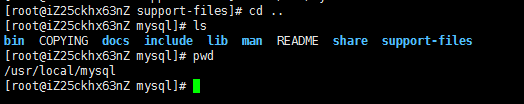 [root@iZ25ckhx63nZ support-files]# cd ..
[root@iZ25ckhx63nZ mysql]# ls
bin COPYING docs include lib man README share support-files
[root@iZ25ckhx63nZ mysql]# pwd
/usr/local/mysql
[root@iZ25ckhx63nZ mysql]#